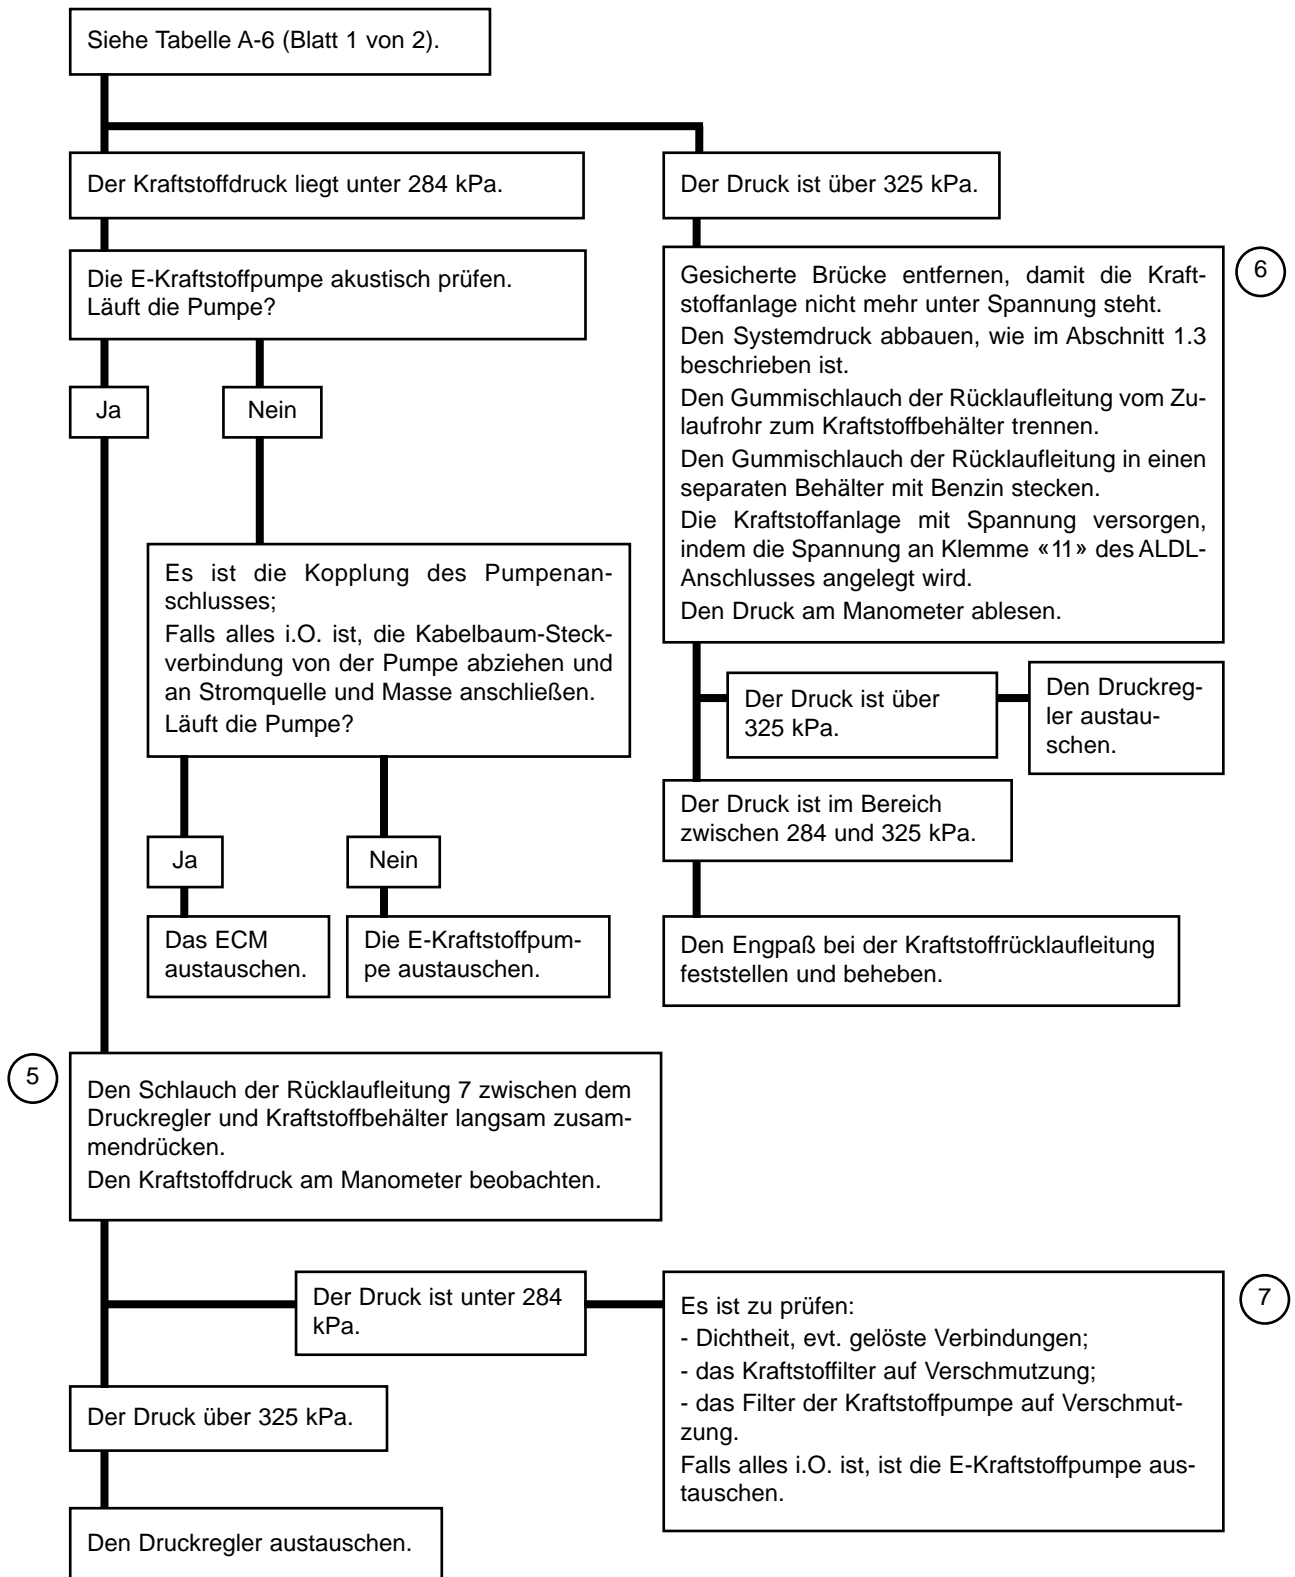 Siehe Tabelle A-6 (Blatt 1 von 2).
Der Kraftstoffdruck liegt unter 284 kPa.
Die E-Kraftstoffpumpe akustisch prüfen.
Läuft die Pumpe?
Ja
Nein
Es ist die Kopplung des Pumpenan-
schlusses;
Falls alles i.O. ist, die Kabelbaum-Steck-
verbindung von der Pumpe abziehen und
an Stromquelle und Masse anschließen.
Läuft die Pumpe?
Ja
Nein
Das ECM
austauschen.
Die E-Kraftstoffpum-
pe austauschen.
Der Druck ist über 325 kPa.
6
Gesicherte Brücke entfernen, damit die Kraft-
stoffanlage nicht mehr unter Spannung steht.
Den Systemdruck abbauen, wie im Abschnitt 1.3
beschrieben ist.
Den Gummischlauch der Rücklaufleitung vom Zu-
laufrohr zum Kraftstoffbehälter trennen.
Den Gummischlauch der Rücklaufleitung in einen
separaten Behälter mit Benzin stecken.
Die Kraftstoffanlage mit Spannung versorgen,
indem die Spannung an Klemme «11» des ALDL-
Anschlusses angelegt wird.
Den Druck am Manometer ablesen.
Der Druck ist über
325 kPa.
Den Druckreg-
ler austau-
schen.
Der Druck ist im Bereich
zwischen 284 und 325 kPa.
Den Engpaß bei der Kraftstoffrücklaufleitung
feststellen und beheben.
5
Den Schlauch der Rücklaufleitung 7 zwischen dem
Druckregler und Kraftstoffbehälter langsam zusam-
mendrücken.
Den Kraftstoffdruck am Manometer beobachten.
Der Druck ist unter 284
kPa.
7
Es ist zu prüfen:
- Dichtheit, evt. gelöste Verbindungen;
- das Kraftstoffilter auf Verschmutzung;
- das Filter der Kraftstoffpumpe auf Verschmut-
zung.
Falls alles i.O. ist, ist die E-Kraftstoffpumpe aus-
tauschen.
Der Druck über 325 kPa.
Den Druckregler austauschen.